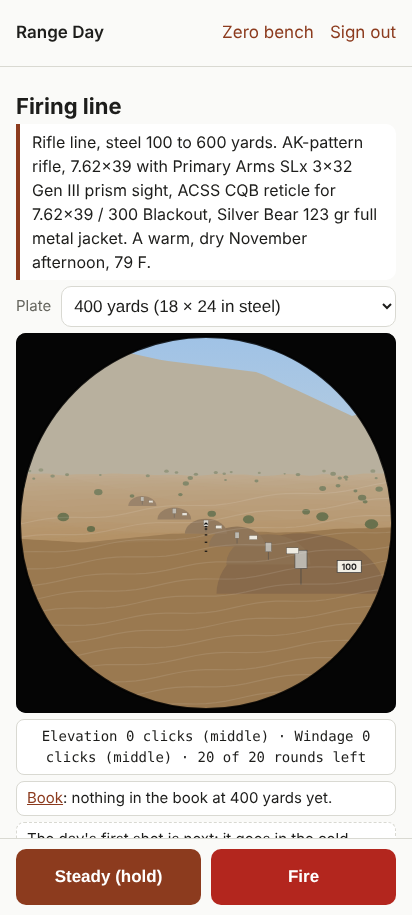 Range Day
Zero bench Sign out
Firing line
Rifle line, steel 100 to 600 yards. AK-pattern
rifle, 7.62×39 with Primary Arms SLx 3×32
Gen III prism sight, ACSS CQB reticle for
7.62×39 / 300 Blackout, Silver Bear 123 gr full
metal jacket. A warm, dry November
afternoon, 79 F.
Plate 400 yards (18 × 24 in steel)
100
Elevation 0 clicks (middle) · Windage 0
clicks (middle) · 20 of 20 rounds left
Book: nothing in the book at 400 yards yet.
The day's first shot is next: it goes in the cold
Steady (hold) Fire